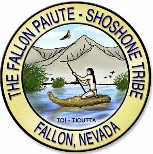 THE FALLON PAIUTE - SHOSHONE TRIBE
TOI - TICUTTA
FALLON, NEVADA